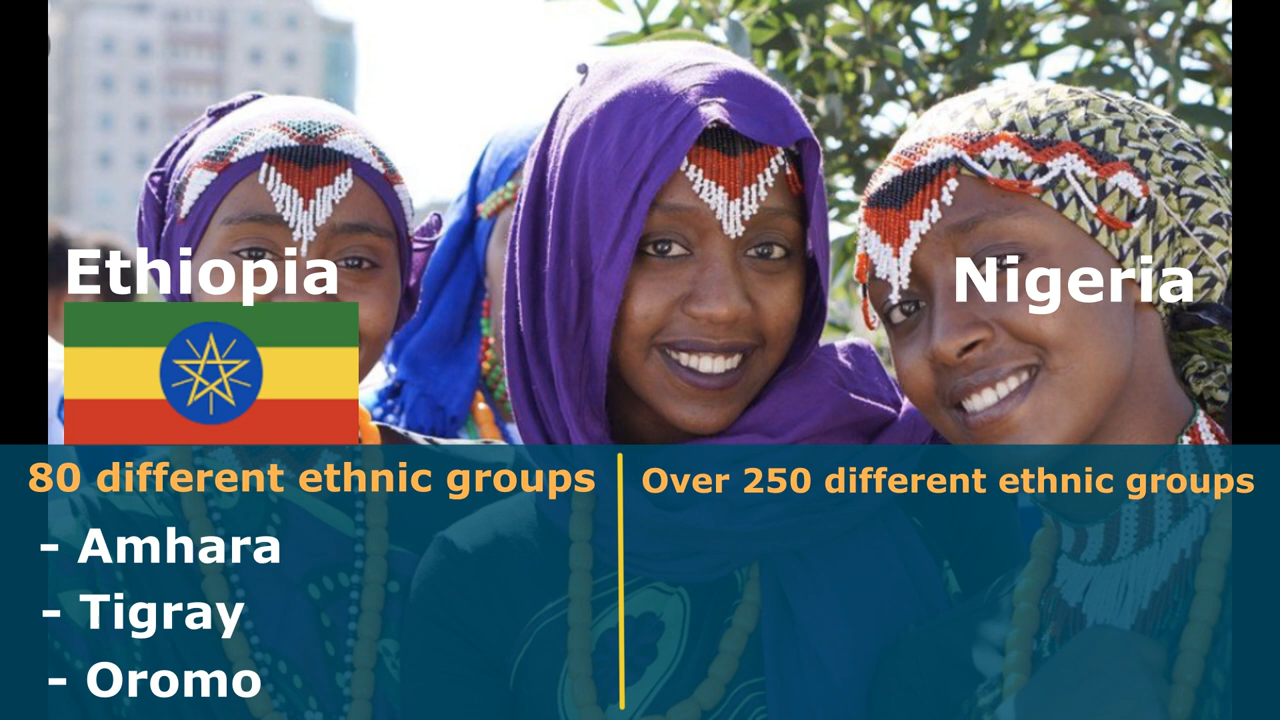 Ethiopia
Nigeria
80 different ethnic groups
Over 250 different ethnic groups
- Amhara
- Tigray
- Oromo